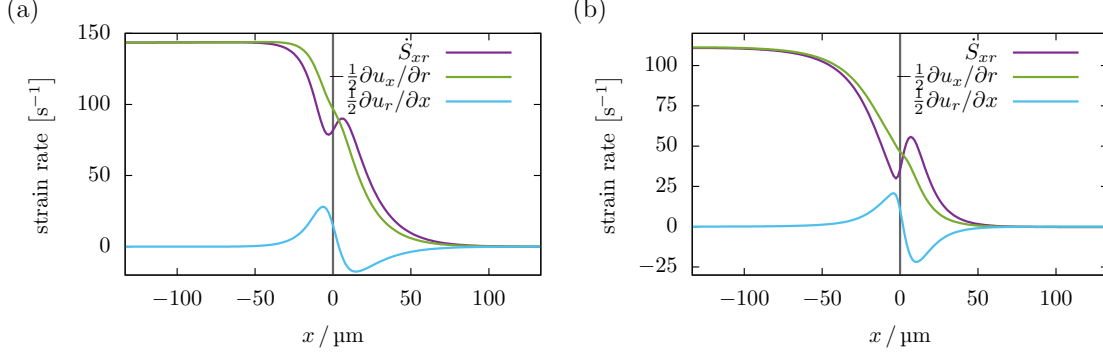 (a)
150
100
50
0
strain rate [s⁻¹]
Ṡxr
−½∂ux/∂r
½∂ur/∂x
−100 −50 0 50 100
x / µm
(b)
100
75
50
25
0
−25
strain rate [s⁻¹]
Ṡxr
−½∂ux/∂r
½∂ur/∂x
−100 −50 0 50 100
x / µm